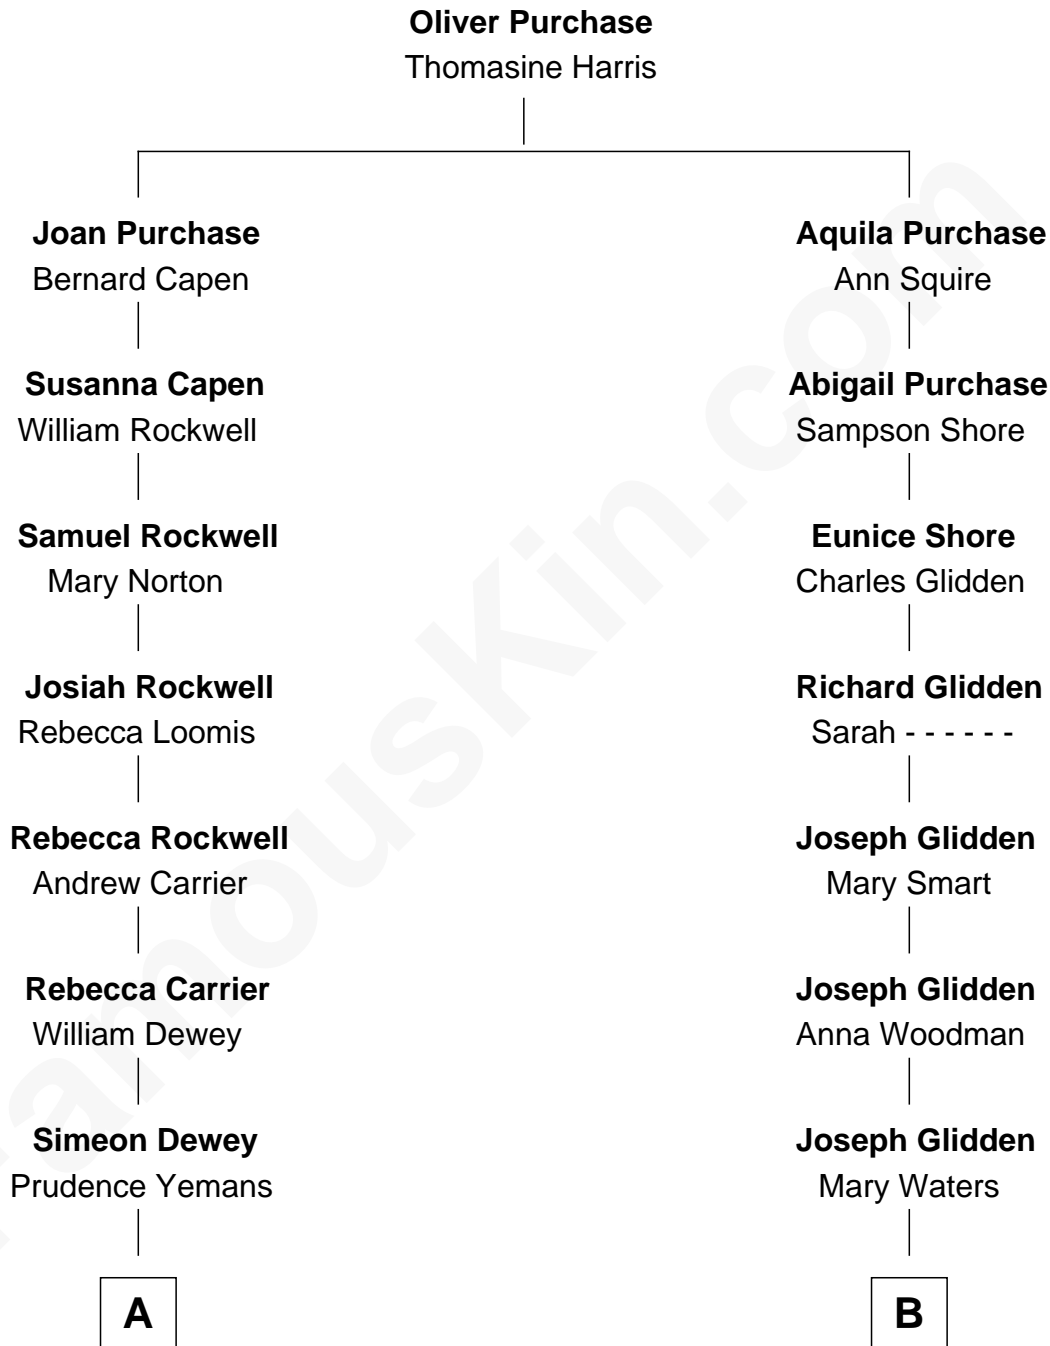 Oliver Purchase
Thomasine Harris
Joan Purchase
Bernard Capen
Aquila Purchase
Ann Squire
Susanna Capen
William Rockwell
Abigail Purchase
Sampson Shore
Samuel Rockwell
Mary Norton
Eunice Shore
Charles Glidden
Josiah Rockwell
Rebecca Loomis
Richard Glidden
Sarah - - - - - -
Rebecca Rockwell
Andrew Carrier
Joseph Glidden
Mary Smart
Rebecca Carrier
William Dewey
Joseph Glidden
Anna Woodman
Simeon Dewey
Prudence Yemans
Joseph Glidden
Mary Waters
A
B
FamousKin.com